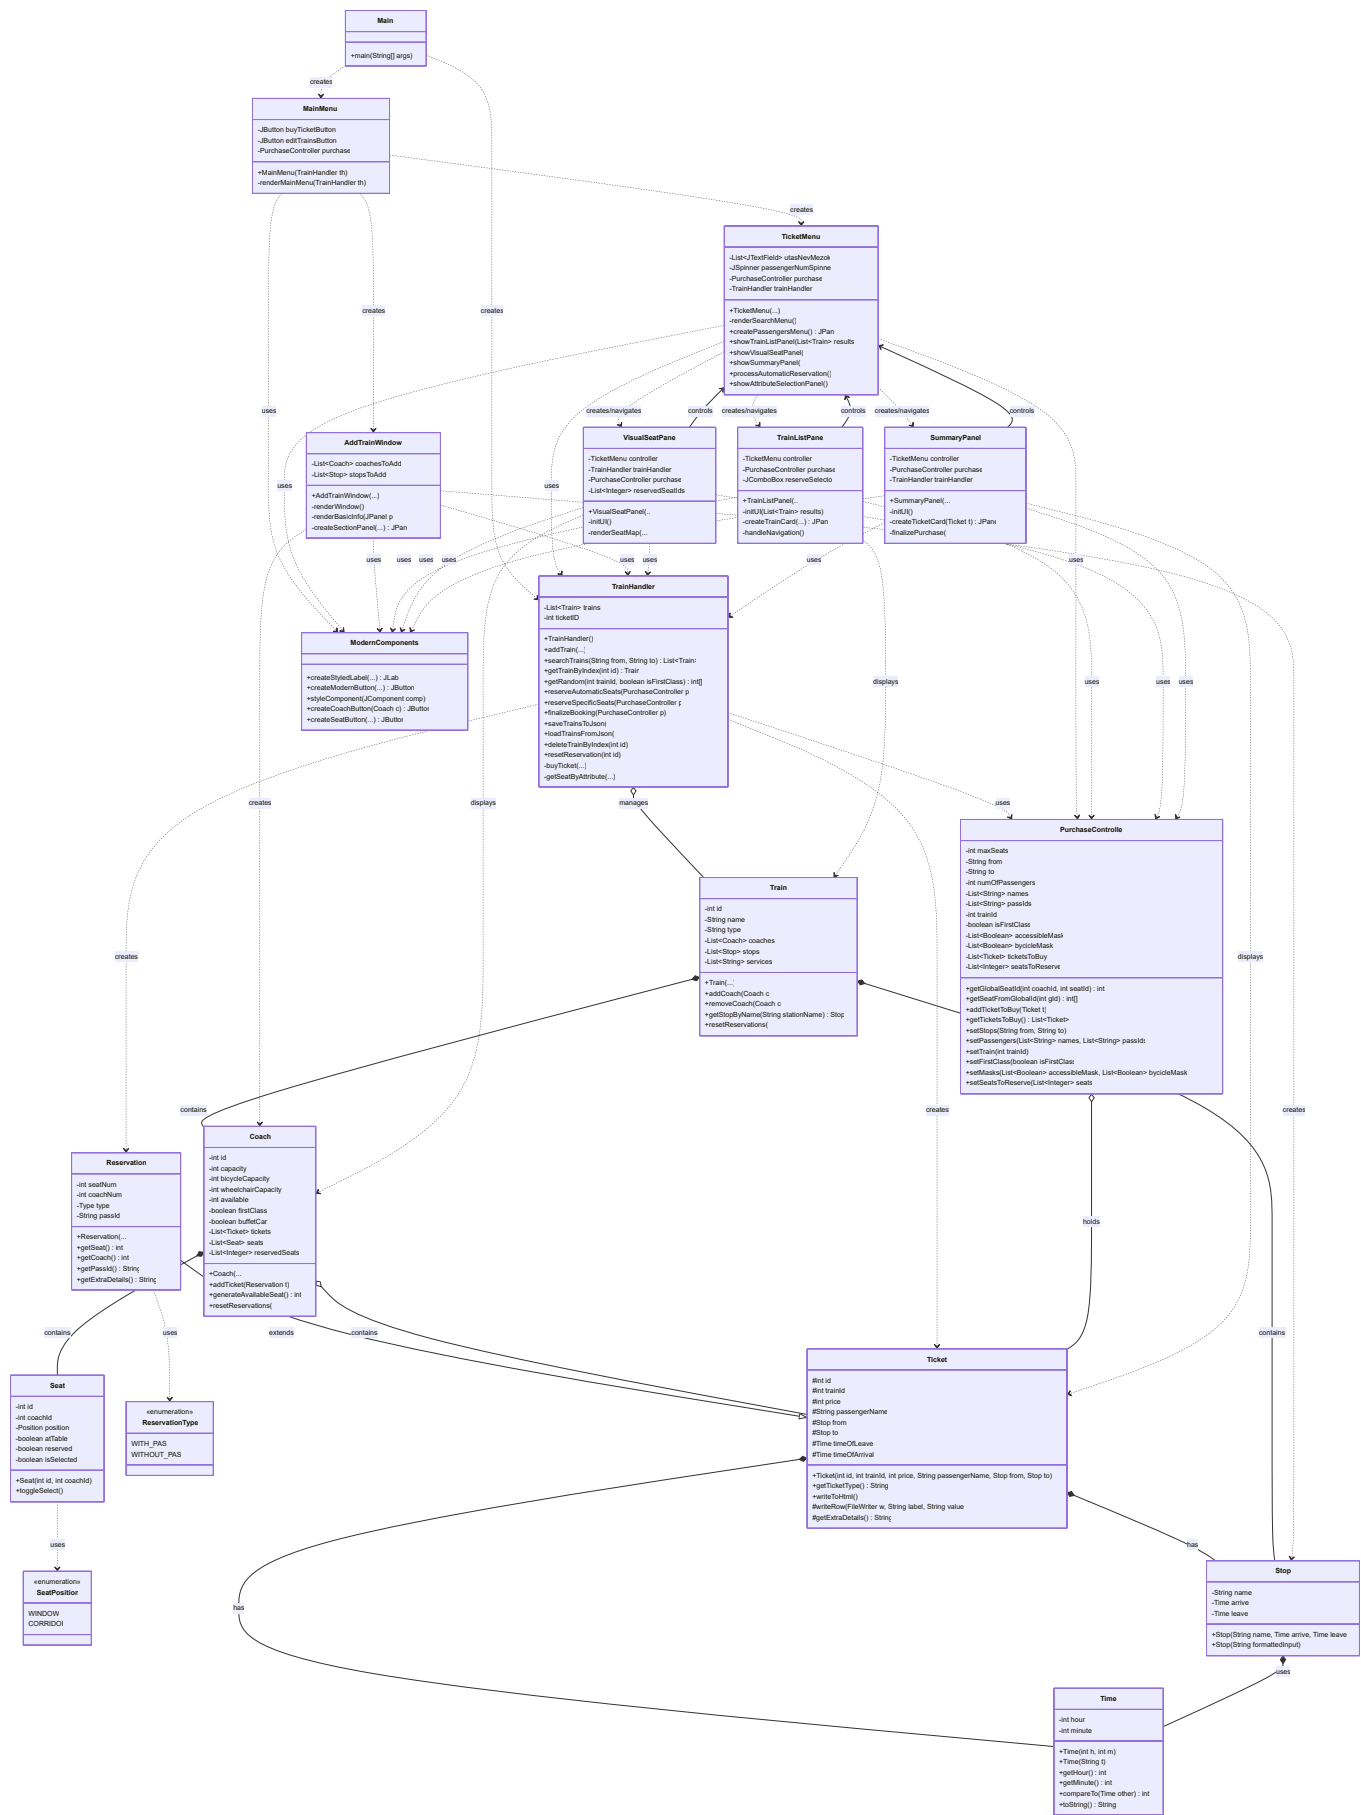 Main
+main(String[] args)
creates
MainMenu
-JButton buyTicketButton
-JButton editTrainsButton
-PurchaseController purchase
+MainMenu(TrainHandler th)
-renderMainMenu(TrainHandler th)
creates
TicketMenu
-List<JTextField> utasNevMezok
-JSpinner passengerNumSpinne
-PurchaseController purchase
-TrainHandler trainHandler
+TicketMenu(...)
-renderSearchMenu()
+createPassengersMenu() : JPan
+showTrainListPanel(List<Train> results
+showVisualSeatPanel(
+showSummaryPanel(
+processAutomaticReservation()
+showAttributeSelectionPanel()
creates
creates
uses
creates/navigates
controls
creates/navigates
controls
creates/navigates
controls
AddTrainWindow
-List<Coach> coachesToAdd
-List<Stop> stopsToAdd
+AddTrainWindow(...)
-renderWindow()
-renderBasicInfo(JPanel p
-createSectionPanel(...) : JPan
VisualSeatPane
-TicketMenu controller
-TrainHandler trainHandler
-PurchaseController purchase
-List<Integer> reservedSeatIds
+VisualSeatPanel(..
-initUI()
-renderSeatMap(...
TrainListPane
-TicketMenu controller
-PurchaseController purchase
-JComboBox reserveSelecto
+TrainListPanel(..
-initUI(List<Train> results)
-createTrainCard(...) : JPan
-handleNavigation()
SummaryPanel
-TicketMenu controller
-PurchaseController purchase
-TrainHandler trainHandler
+SummaryPanel(...
-initUI()
-createTicketCard(Ticket t) : JPane
-finalizePurchase(
uses
uses
uses
uses
uses
uses
uses
uses
uses
uses
TrainHandler
-List<Train> trains
-int ticketID
+TrainHandler()
+addTrain(...)
+searchTrains(String from, String to) : List<Train>
+getTrainByIndex(int id) : Train
+getRandom(int trainId, boolean isFirstClass) : int[]
+reserveAutomaticSeats(PurchaseController p
+reserveSpecificSeats(PurchaseController p
+finalizeBooking(PurchaseController p)
+saveTrainsToJson(
+loadTrainsFromJson(
+deleteTrainByIndex(int id)
+resetReservation(int id)
-buyTicket(...)
-getSeatByAttribute(...)
ModernComponents
+createStyledLabel(...) : JLab
+createModernButton(...) : JButton
+styleComponent(JComponent comp)
+createCoachButton(Coach c) : JButton
+createSeatButton(...) : JButton
displays
uses
uses
uses
creates
displays
manages
uses
PurchaseControlle
-int maxSeats
-String from
-String to
-int numOfPassengers
-List<String> names
-List<String> passIds
-int trainId
-boolean isFirstClass
-List<Boolean> accessibleMask
-List<Boolean> bycicleMask
-List<Ticket> ticketsToBuy
-List<Integer> seatsToReserve
+getGlobalSeatId(int coachId, int seatId) : int
+getSeatFromGlobalId(int gId) : int[]
+addTicketToBuy(Ticket t)
+getTicketsToBuy() : List<Ticket>
+setStops(String from, String to)
+setPassengers(List<String> names, List<String> passIds
+setTrain(int trainId)
+setFirstClass(boolean isFirstClass
+setMasks(List<Boolean> accessibleMask, List<Boolean> bycicleMask
+setSeatsToReserve(List<Integer> seats
Train
-int id
-String name
-String type
-List<Coach> coaches
-List<Stop> stops
-List<String> services
+Train(...)
+addCoach(Coach c
+removeCoach(Coach c
+getStopByName(String stationName) : Stop
+resetReservations(
creates
displays
contains
creates
creates
Coach
-int id
-int capacity
-int bicycleCapacity
-int wheelchairCapacity
-int available
-boolean firstClass
-boolean buffetCar
-List<Ticket> tickets
-List<Seat> seats
-List<Integer> reservedSeats
+Coach(...
+addTicket(Reservation t)
+generateAvailableSeat() : int
+resetReservations(
Reservation
-int seatNum
-int coachNum
-Type type
-String passId
+Reservation(...
+getSeat() : int
+getCoach() : int
+getPassId() : String
+getExtraDetails() : String
holds
contains
uses
extends
contains
contains
Ticket
#int id
#int trainId
#int price
#String passengerName
#Stop from
#Stop to
#Time timeOfLeave
#Time timeOfArrival
+Ticket(int id, int trainId, int price, String passengerName, Stop from, Stop to)
+getTicketType() : String
+writeToHtml()
#writeRow(FileWriter w, String label, String value
#getExtraDetails() : String
Seat
-int id
-int coachId
-Position position
-boolean atTable
-boolean reserved
-boolean isSelected
+Seat(int id, int coachId)
+toggleSelect()
«enumeration»
ReservationType
WITH_PAS
WITHOUT_PAS
uses
has
«enumeration»
SeatPosition
WINDOW
CORRIDOI
Stop
-String name
-Time arrive
-Time leave
+Stop(String name, Time arrive, Time leave
+Stop(String formattedInput)
has
uses
Time
-int hour
-int minute
+Time(int h, int m)
+Time(String t)
+getHour() : int
+getMinute() : int
+compareTo(Time other) : int
+toString() : String